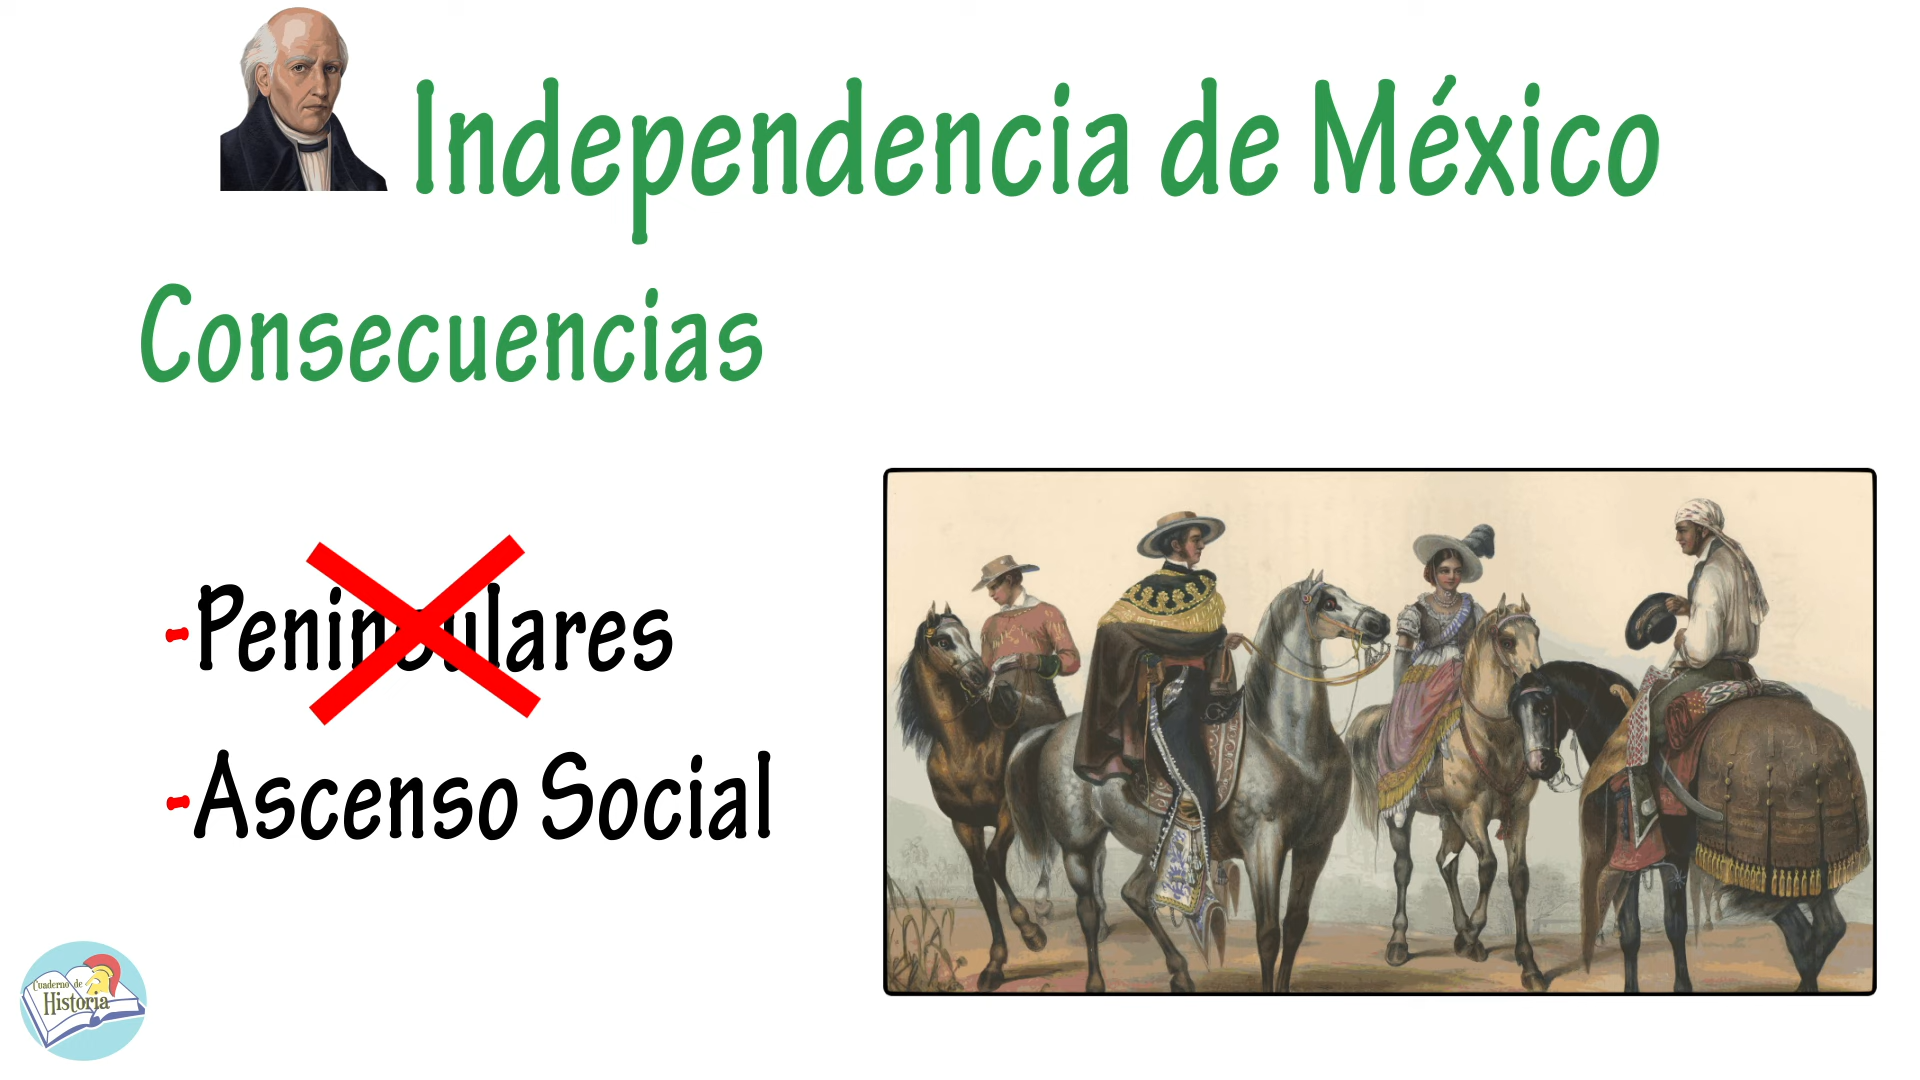 Independencia de México
Consecuencias
-Peninsulares
-Ascenso Social
Cuaderno de
Historia